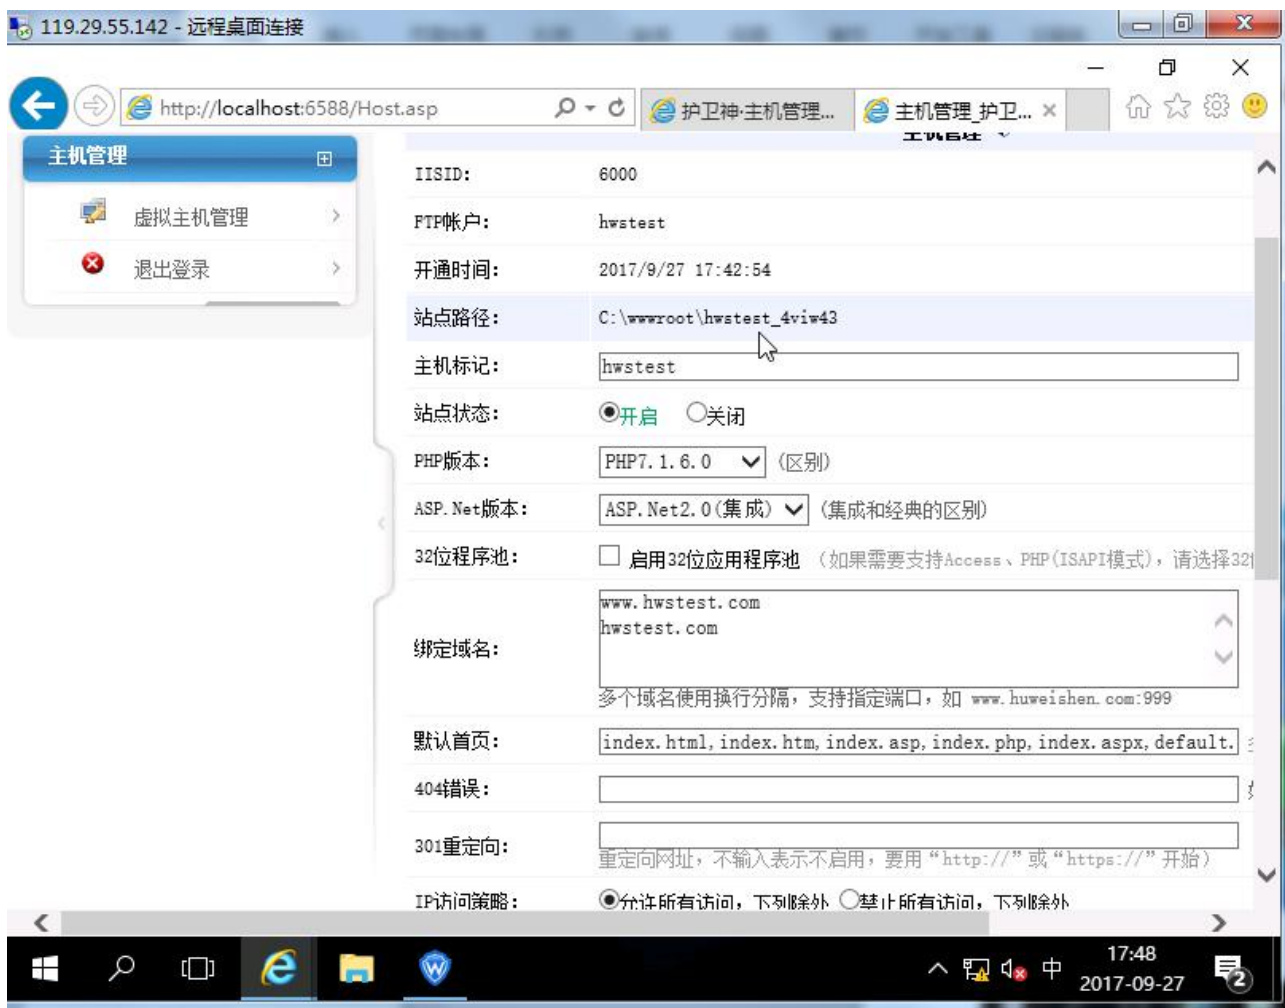 119.29.55.142 - 远程桌面连接
http://localhost:6588/Host.asp
护卫神·主机管理...
主机管理_护卫...
主机管理
主机管理
虚拟主机管理
退出登录
IISID: 6000
FTP帐户: hwstest
开通时间: 2017/9/27 17:42:54
站点路径: C:\wwwroot\hwstest_4viw43
主机标记: hwstest
站点状态: 开启 关闭
PHP版本: PHP7.1.6.0 (区别)
ASP.Net版本: ASP.Net2.0(集成) (集成和经典的区别)
32位程序池: 启用32位应用程序池 (如果需要支持Access、PHP(ISAPI模式),请选择32
绑定域名:
www.hwstest.com
hwstest.com
多个域名使用换行分隔,支持指定端口,如 www.huweishen.com:999
默认首页: index.html,index.htm,index.asp,index.php,index.aspx,default.
404错误:
301重定向:
重定向网址,不输入表示不启用,要用“http://”或“https://”开始)
IP访问策略: 允许所有访问,下列除外 禁止所有访问,下列除外
中
17:48
2017-09-27
2